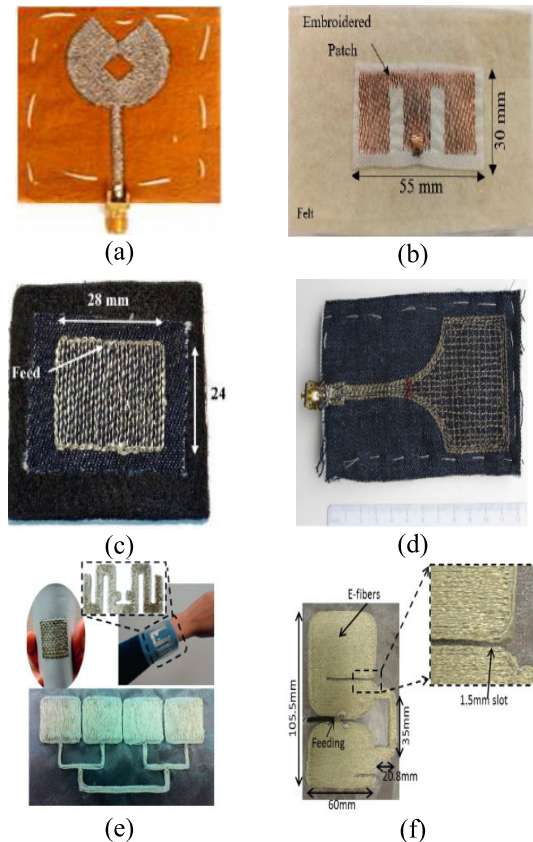 Embroidered
Patch
30 mm
55 mm
Felt
(a)
(b)
28 mm
Feed
24
(c)
(d)
E-fibers
105.5mm
1.5mm slot
Feeding
35mm
20.8mm
60mm
(e)
(f)